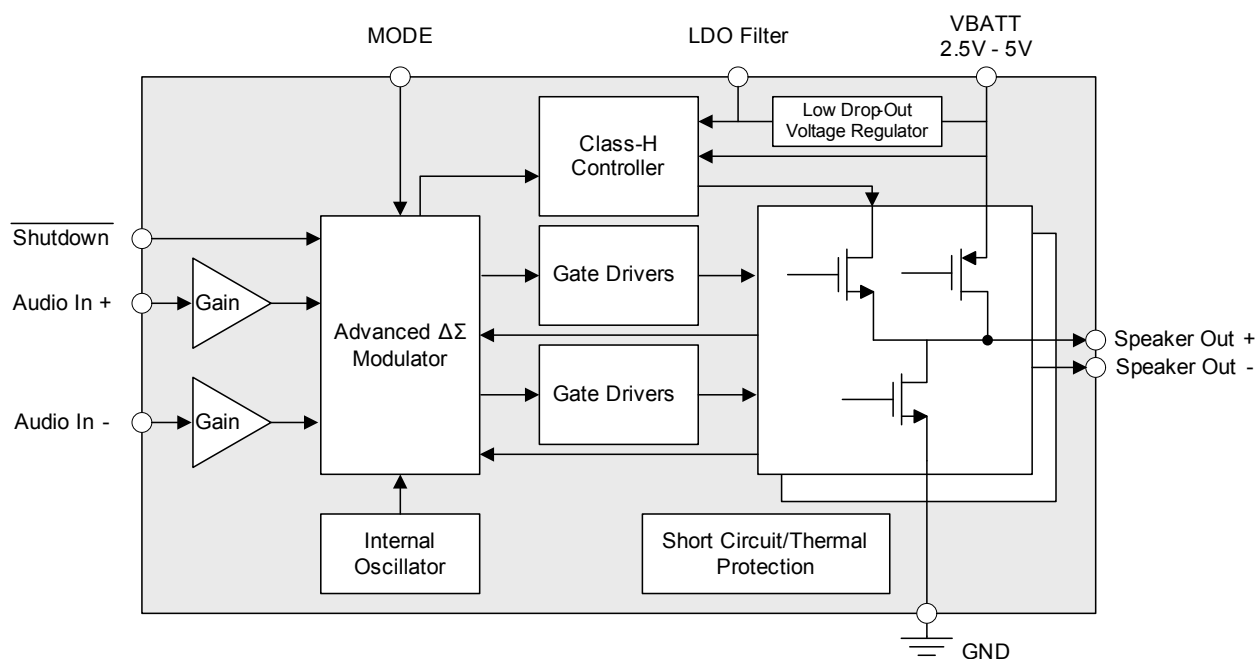 MODE
LDO Filter
VBATT
2.5V - 5V
Low Drop-Out
Voltage Regulator
Class-H
Controller
Shutdown
Audio In +
Gain
Gate Drivers
Advanced ΔΣ
Modulator
Speaker Out +
Speaker Out -
Gate Drivers
Audio In -
Gain
Internal
Oscillator
Short Circuit/Thermal
Protection
GND